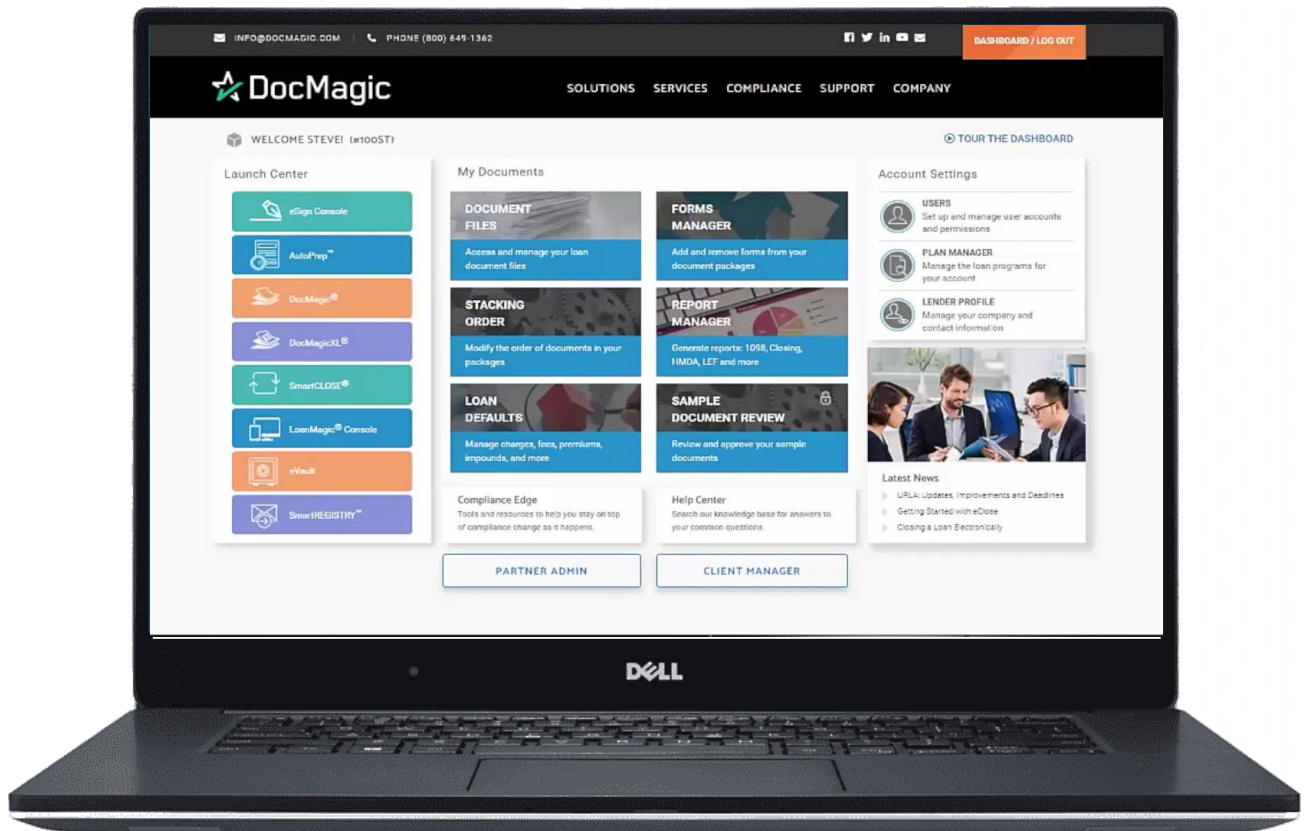 INFO@DOCMAGIC.COM | PHONE (800) 649-1362
DASHBOARD / LOG OUT
DocMagic
SOLUTIONS SERVICES COMPLIANCE SUPPORT COMPANY
WELCOME STEVE! (#100ST)
TOUR THE DASHBOARD
Launch Center
eSign Console
AutoPrep™
DocMagic®
DocMagicXL®
SmartCLOSE®
LoanMagic® Console
eVault
SmartREGISTRY™
My Documents
DOCUMENT
FILES
Access and manage your loan
document files
FORMS
MANAGER
Add and remove forms from your
document packages
STACKING
ORDER
Modify the order of documents in your
packages
REPORT
MANAGER
Generate reports: 1098, Closing,
HMDA, LEF and more
LOAN
DEFAULTS
Manage charges, fees, premiums,
impounds, and more
SAMPLE
DOCUMENT REVIEW
Review and approve your sample
documents
Compliance Edge
Tools and resources to help you stay on top
of compliance change as it happens.
Help Center
Search our knowledge base for answers to
your common questions.
PARTNER ADMIN
CLIENT MANAGER
Account Settings
USERS
Set up and manage user accounts
and permissions
PLAN MANAGER
Manage the loan programs for
your account
LENDER PROFILE
Manage your company and
contact information
Latest News
URLA: Updates, Improvements and Deadlines
Getting Started with eClose
Closing a Loan Electronically
DELL